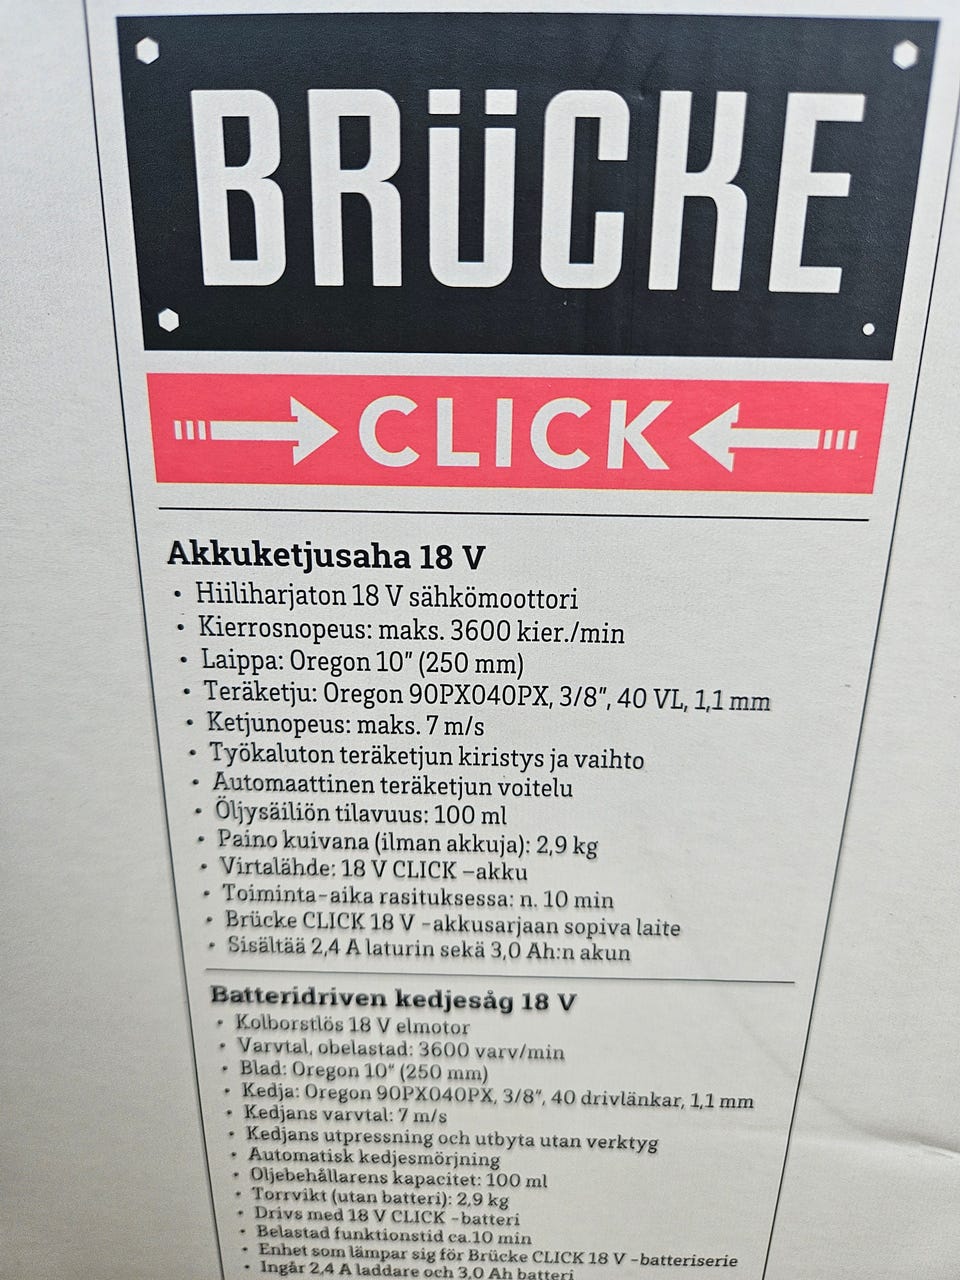 BRÜCKE
CLICK
Akkuketjusaha 18 V
• Hiiliharjaton 18 V sähkömoottori
• Kierrosnopeus: maks. 3600 kier./min
• Laippa: Oregon 10" (250 mm)
• Teräketju: Oregon 90PX040PX, 3/8", 40 VL, 1,1 mm
• Ketjunopeus: maks. 7 m/s
• Työkaluton teräketjun kiristys ja vaihto
• Automaattinen teräketjun voitelu
• Öljysäiliön tilavuus: 100 ml
• Paino kuivana (ilman akkuja): 2,9 kg
• Virtalähde: 18 V CLICK –akku
• Toiminta-aika rasituksessa: n. 10 min
• Brücke CLICK 18 V -akkusarjaan sopiva laite
• Sisältää 2,4 A laturin sekä 3,0 Ah:n akun
Batteridriven kedjesåg 18 V
• Kolborstlös 18 V elmotor
• Varvtal, obelastad: 3600 varv/min
• Blad: Oregon 10" (250 mm)
• Kedja: Oregon 90PX040PX, 3/8", 40 drivlänkar, 1,1 mm
• Kedjans varvtal: 7 m/s
• Kedjans utpressning och utbyta utan verktyg
• Automatisk kedjesmörjning
• Oljebehållarens kapacitet: 100 ml
• Torrvikt (utan batteri): 2,9 kg
• Drivs med 18 V CLICK -batteri
• Belastad funktionstid ca.10 min
• Enhet som lämpar sig för Brücke CLICK 18 V -batteriserie
• Ingår 2,4 A laddare och 3,0 Ah batteri